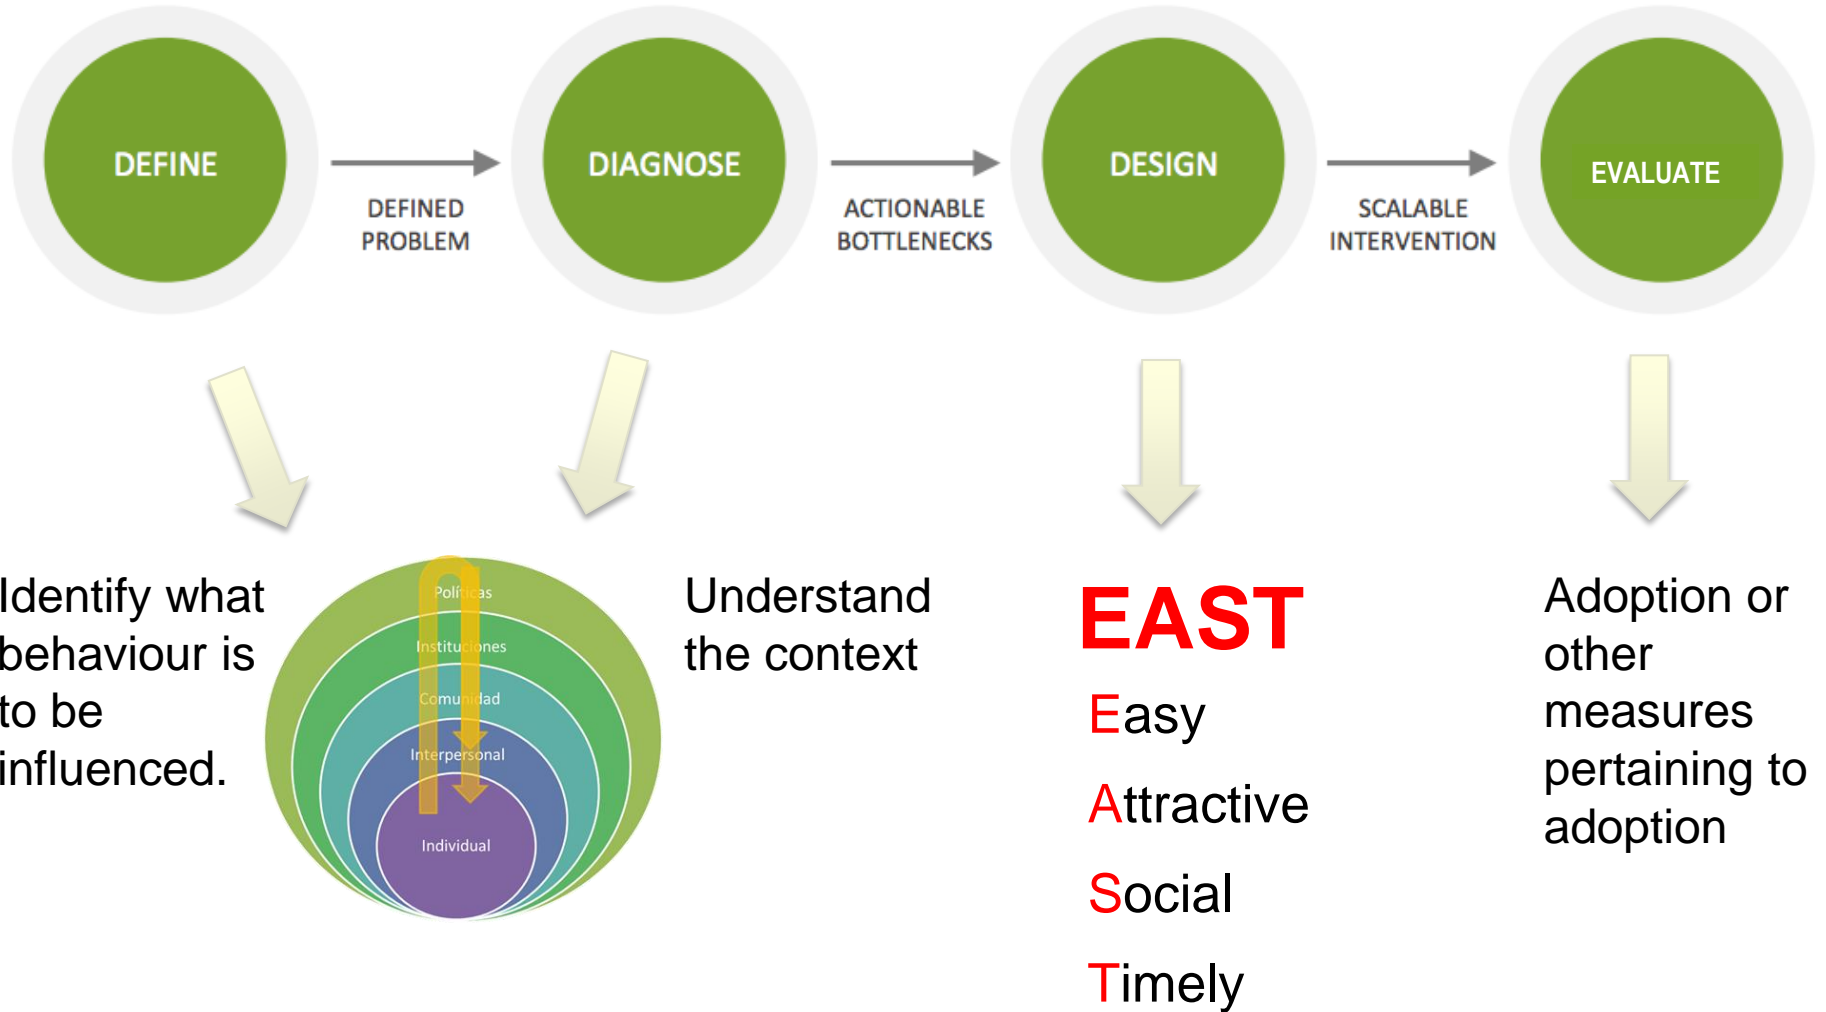 DEFINE
DEFINED
PROBLEM
DIAGNOSE
ACTIONABLE
BOTTLENECKS
DESIGN
SCALABLE
INTERVENTION
EVALUATE
Identify what
behaviour is
to be
influenced.
Políticas
Instituciones
Comunidad
Interpersonal
Individual
Understand
the context
EAST
Easy
Attractive
Social
Timely
Adoption or
other
measures
pertaining to
adoption